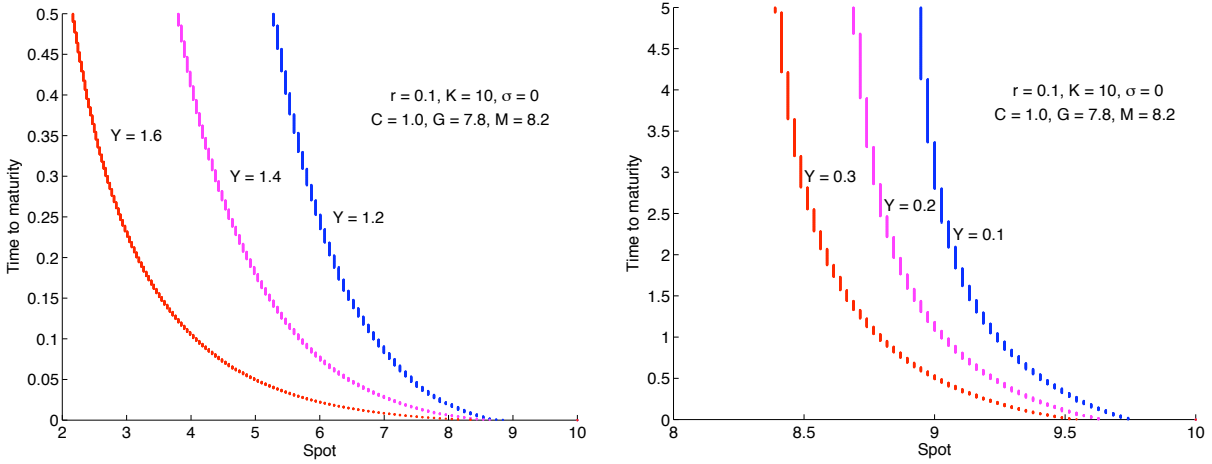 0.5
0.45
0.4
0.35
0.3
0.25
0.2
0.15
0.1
0.05
0
Time to maturity
2
3
4
5
6
7
8
9
10
Spot
r = 0.1, K = 10, σ = 0
C = 1.0, G = 7.8, M = 8.2
Y = 1.6
Y = 1.4
Y = 1.2
5
4.5
4
3.5
3
2.5
2
1.5
1
0.5
0
Time to maturity
8
8.5
9
9.5
10
Spot
r = 0.1, K = 10, σ = 0
C = 1.0, G = 7.8, M = 8.2
Y = 0.3
Y = 0.2
Y = 0.1